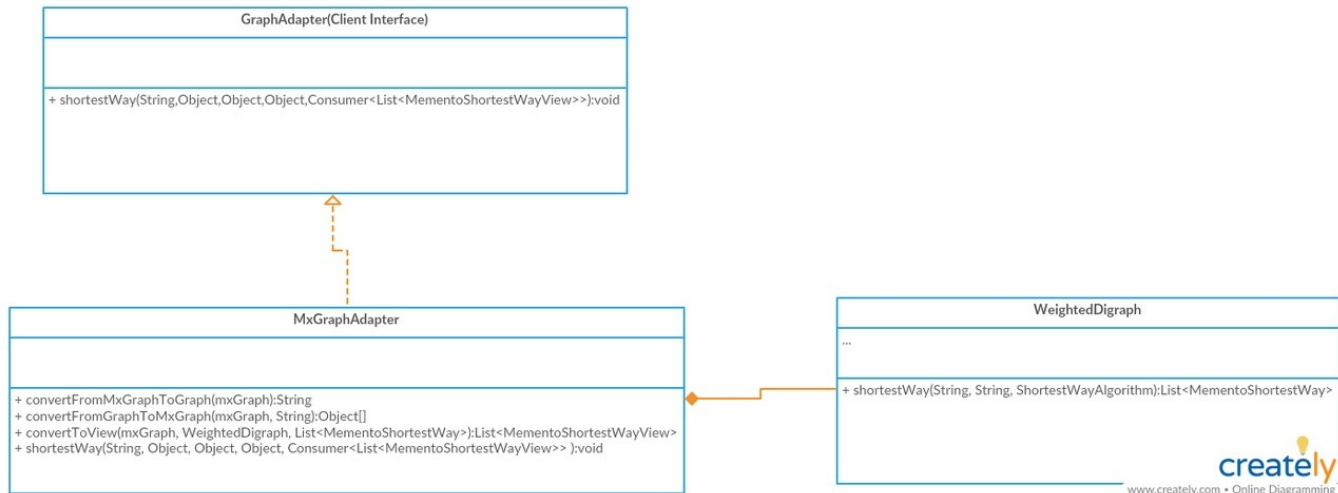 GraphAdapter(Client Interface)
+ shortestWay(String,Object,Object,Object,Consumer<List<MementoShortestWayView>>):void
MxGraphAdapter
+ convertFromMxGraphToGraph(mxGraph):String
+ convertFromGraphToMxGraph(mxGraph, String):Object[]
+ convertToView(mxGraph, WeightedDigraph, List<MementoShortestWay>):List<MementoShortestWayView>
+ shortestWay(String, Object, Object, Object, Consumer<List<MementoShortestWayView>> ):void
WeightedDigraph
...
+ shortestWay(String, String, ShortestWayAlgorithm):List<MementoShortestWay>
creately
www.creately.com • Online Diagramming